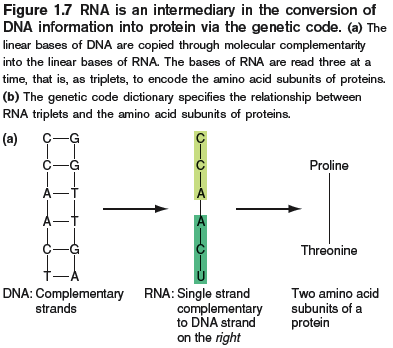 Figure 1.7 RNA is an intermediary in the conversion of
DNA information into protein via the genetic code. (a) The
linear bases of DNA are copied through molecular complementarity
into the linear bases of RNA. The bases of RNA are read three at a
time, that is, as triplets, to encode the amino acid subunits of proteins.
(b) The genetic code dictionary specifies the relationship between
RNA triplets and the amino acid subunits of proteins.
(a) C—G C
C—G C Proline
A—T A
A—T A
C—G C Threonine
T—A U
DNA: Complementary RNA: Single strand Two amino acid
strands complementary subunits of a
to DNA strand protein
on the right